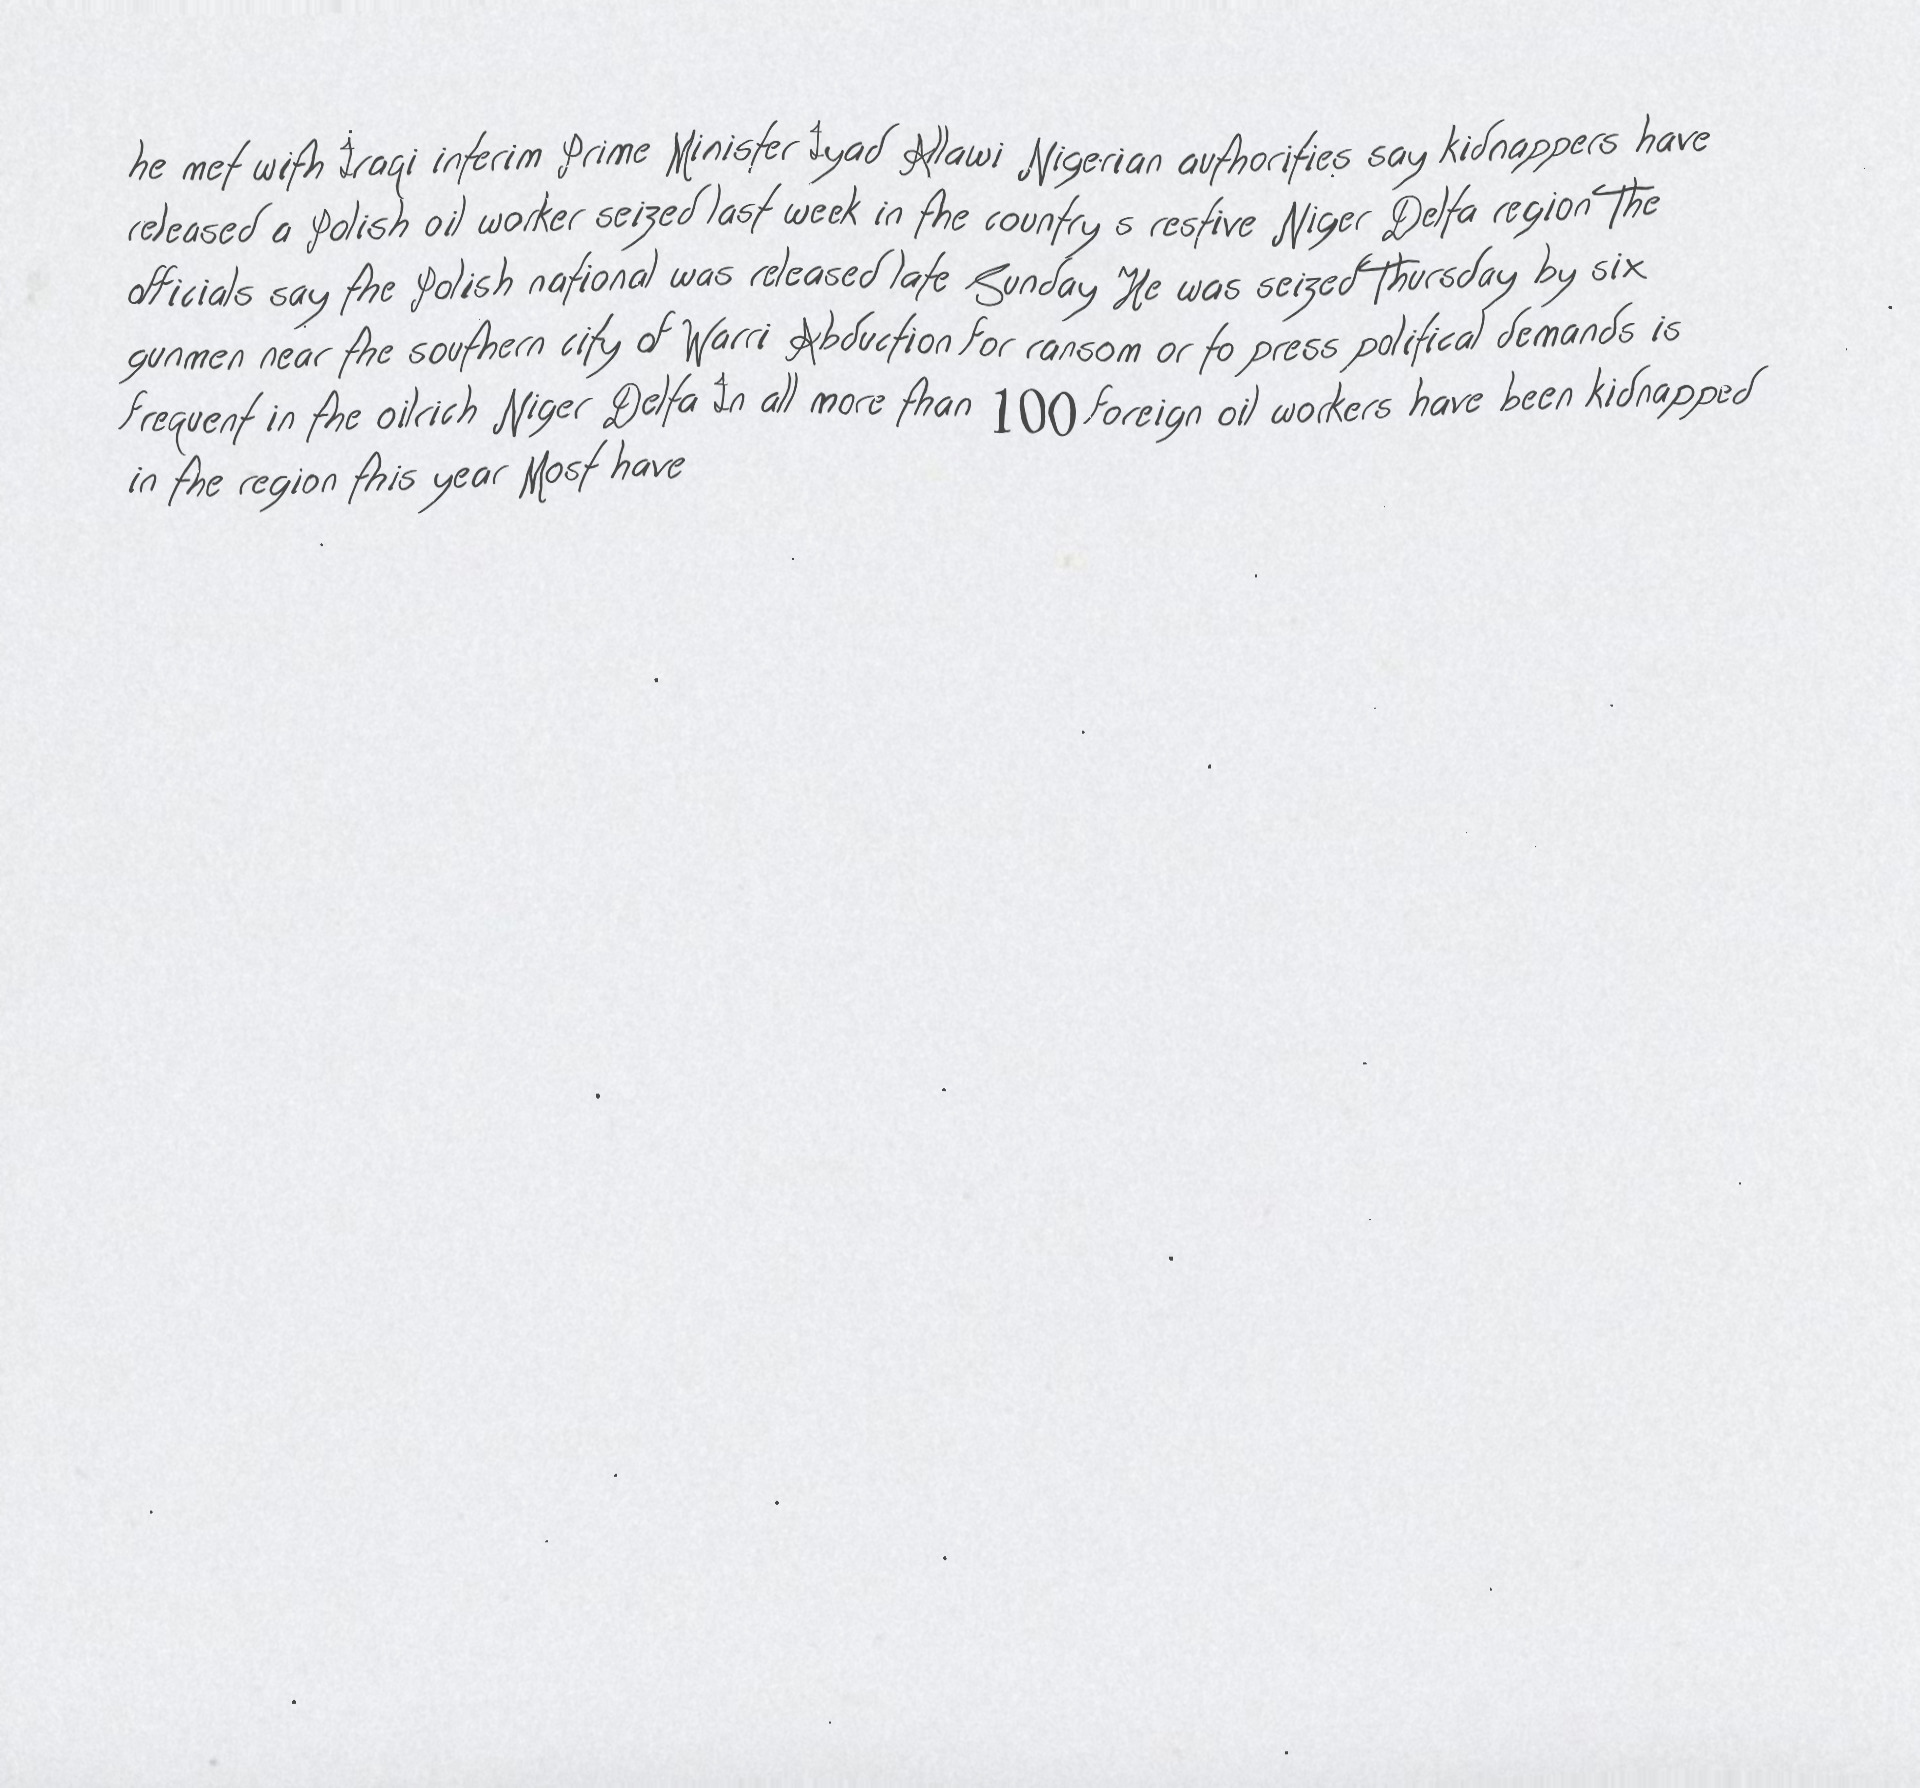 he met with Iraqi interim Prime Minister Iyad Allawi Nigerian authorities say kidnappers have
released a Polish oil worker seized last week in the country s restive Niger Delta region The
officials say the Polish national was released late Sunday He was seized Thursday by six
gunmen near the southern city of Warri Abduction for ransom or to press political demands is
frequent in the oilrich Niger Delta In all more than 100 foreign oil workers have been kidnapped
in the region this year Most have